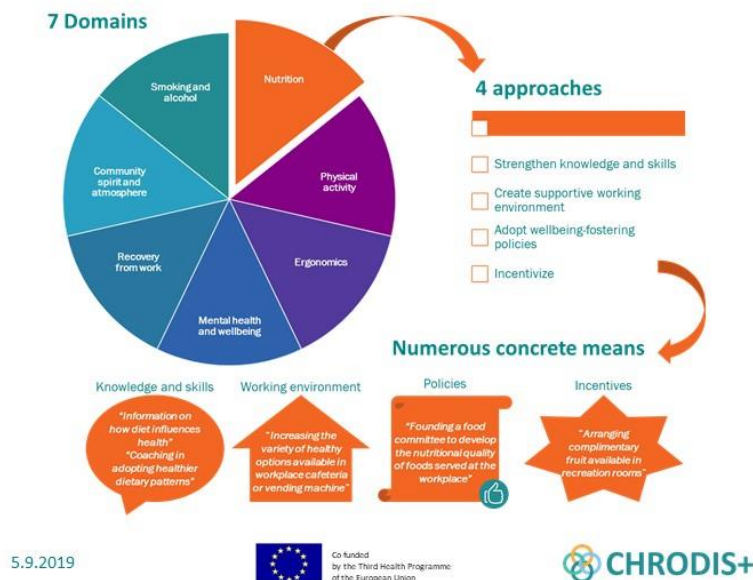 7 Domains
Smoking and
alcohol
Nutrition
Community
spirit and
atmosphere
Physical
activity
Recovery
from work
Ergonomics
Mental health
and wellbeing
4 approaches
Strengthen knowledge and skills
Create supportive working
environment
Adopt wellbeing-fostering
policies
Incentivize
Numerous concrete means
Knowledge and skills
“Information on
how diet influences
health”
“Coaching in
adopting healthier
dietary patterns”
Working environment
“Increasing the
variety of healthy
options available in
workplace cafeteria
or vending machine”
Policies
“Founding a food
committee to develop
the nutritional quality
of foods served at the
workplace”
Incentives
“Arranging
complimentary
fruit available in
recreation rooms”
5.9.2019
Co funded
by the Third Health Programme
of the European Union
CHRODIS+